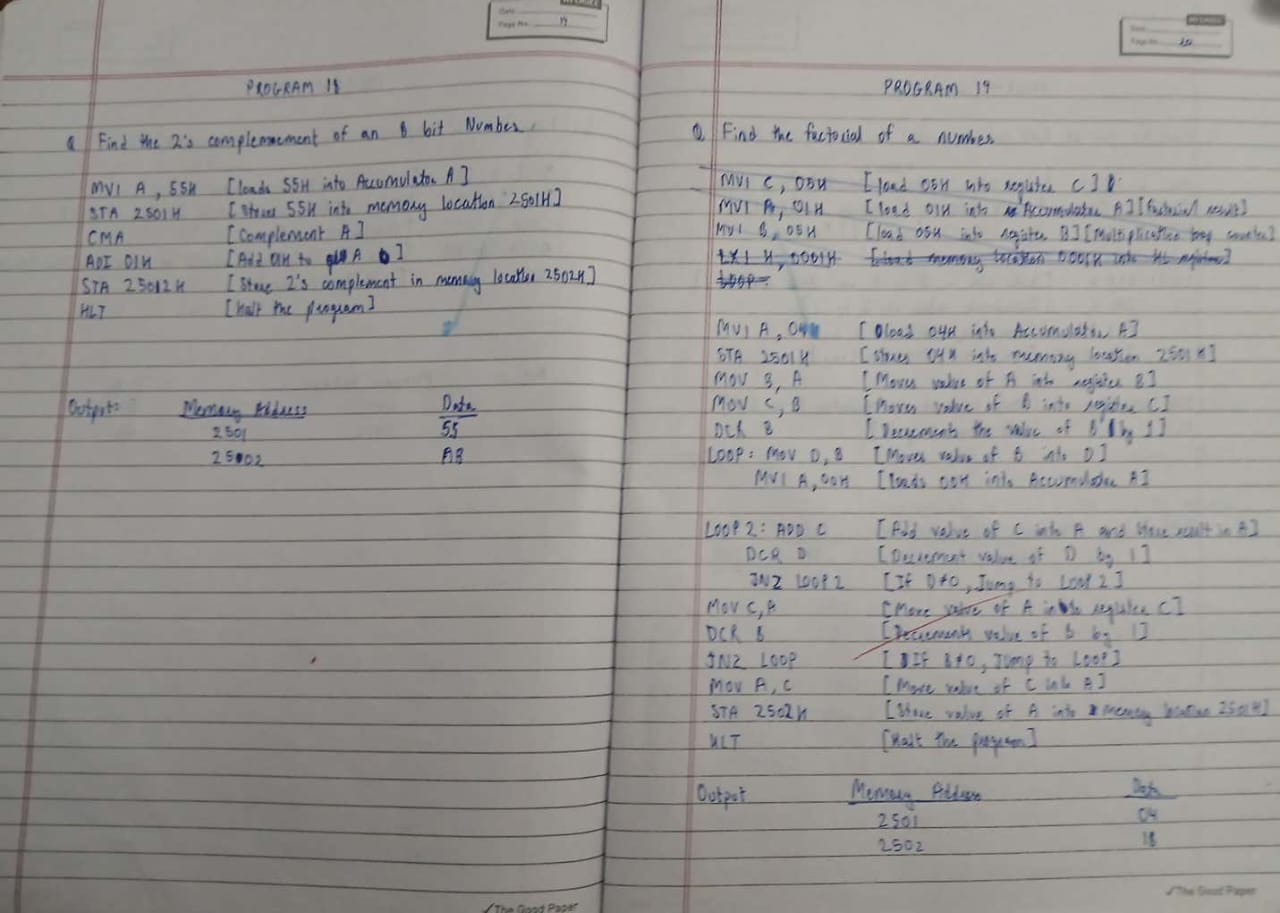 Page No. 19
PROGRAM 18
Q Find the 2's complemement of an 8 bit Number.
MVI A, 55H [loads 55H into Accumulator A]
STA 2501H [Stores 55H into memory location 2501H]
CMA [Complement A]
ADI 01H [Add 01H to A]
STA 2502H [Store 2's complement in memory location 2502H]
HLT [Halt the program]
Output: Memory Address Data
2501 55
2502 AB
✓The Good Paper
Page No. 20
PROGRAM 19
Q Find the factorial of a number
MVI C, 05H [load 05H into register C]
MVI A, 01H [load 01H into Accumulator A] [factorial result]
MVI B, 05H [load 05H into register B] [Multiplication loop counter]
LXI H, 0001H [Load memory location 0001H into HL registers]
LOOP:
MVI A, 04 [load 04H into Accumulator A]
STA 2501H [Stores 04H into memory location 2501H]
MOV B, A [Moves value of A into register B]
MOV C, B [Moves value of B into register C]
DCR B [Decrements the value of B by 1]
LOOP: MOV D, B [Moves value of B into D]
MVI A, 00H [loads 00H into Accumulator A]
LOOP 2: ADD C [Add value of C into A and store result in A]
DCR D [Decrement value of D by 1]
JNZ LOOP 2 [If D≠0, Jump to Loop 2]
MOV C, A [Move value of A into register C]
DCR B [Decrements value of B by 1]
JNZ LOOP [If B≠0, Jump to Loop]
MOV A, C [Move value of C into A]
STA 2502H [Store value of A into memory location 2501H]
HLT [Halt the program]
Output Memory Address Data
2501 04
2502 18
✓The Good Paper